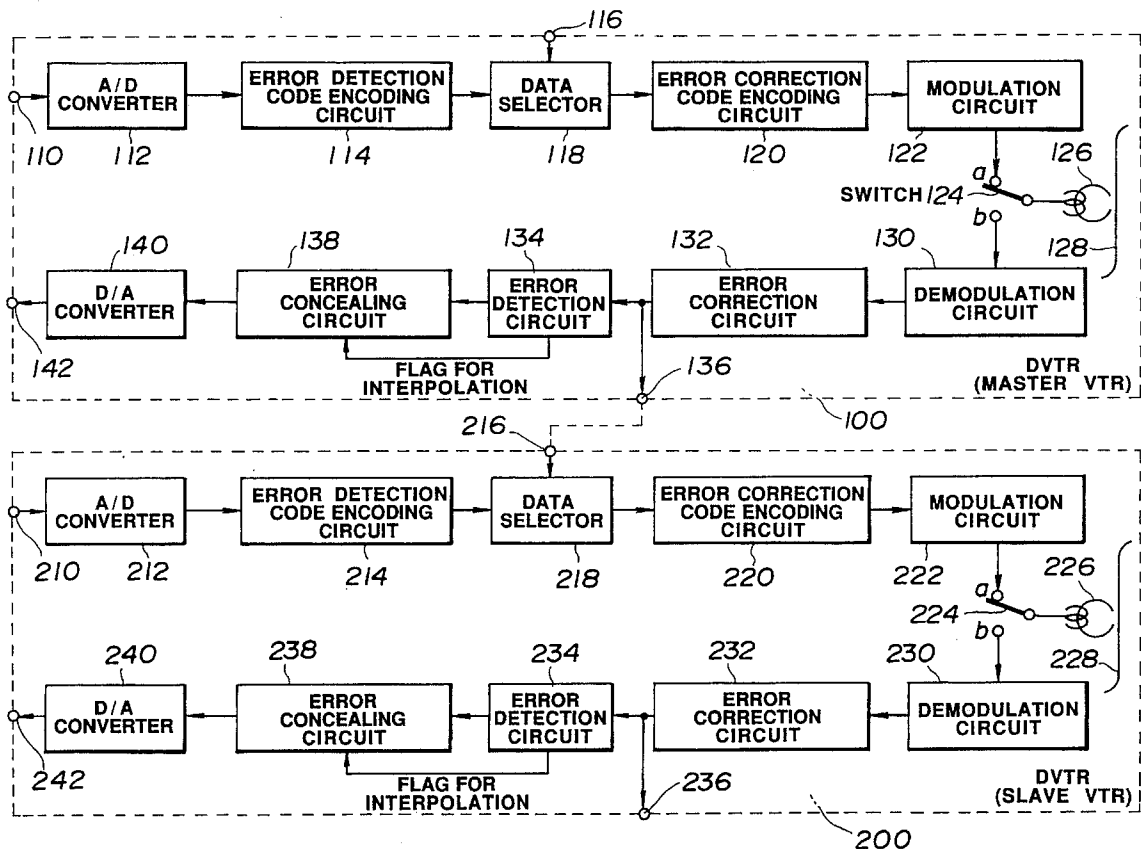 116
A/D
CONVERTER
ERROR DETECTION
CODE ENCODING
CIRCUIT
DATA
SELECTOR
ERROR CORRECTION
CODE ENCODING
CIRCUIT
MODULATION
CIRCUIT
110
112
114
118
120
122
126
a
SWITCH 124
b
128
140
138
134
132
130
D/A
CONVERTER
ERROR
CONCEALING
CIRCUIT
ERROR
DETECTION
CIRCUIT
ERROR
CORRECTION
CIRCUIT
DEMODULATION
CIRCUIT
142
FLAG FOR
INTERPOLATION
136
DVTR
(MASTER VTR)
100
216
A/D
CONVERTER
ERROR DETECTION
CODE ENCODING
CIRCUIT
DATA
SELECTOR
ERROR CORRECTION
CODE ENCODING
CIRCUIT
MODULATION
CIRCUIT
210
212
214
218
220
222
226
a
224
b
228
240
238
234
232
230
D/A
CONVERTER
ERROR
CONCEALING
CIRCUIT
ERROR
DETECTION
CIRCUIT
ERROR
CORRECTION
CIRCUIT
DEMODULATION
CIRCUIT
242
FLAG FOR
INTERPOLATION
236
DVTR
(SLAVE VTR)
200